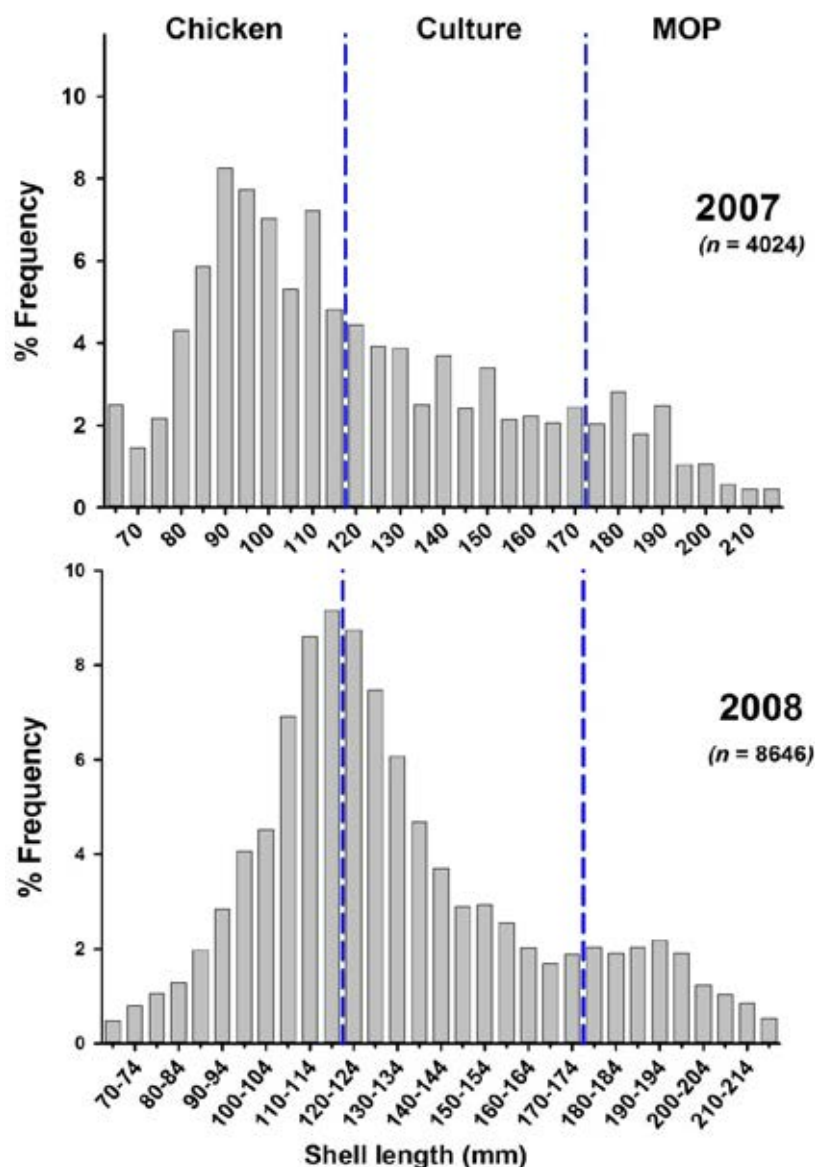 Chicken Culture MOP
10
8
6
4
2
0
% Frequency
2007
(n = 4024)
70 80 90 100 110 120 130 140 150 160 170 180 190 200 210
10
8
6
4
2
0
% Frequency
2008
(n = 8646)
70-74 80-84 90-94 100-104 110-114 120-124 130-134 140-144 150-154 160-164 170-174 180-184 190-194 200-204 210-214
Shell length (mm)